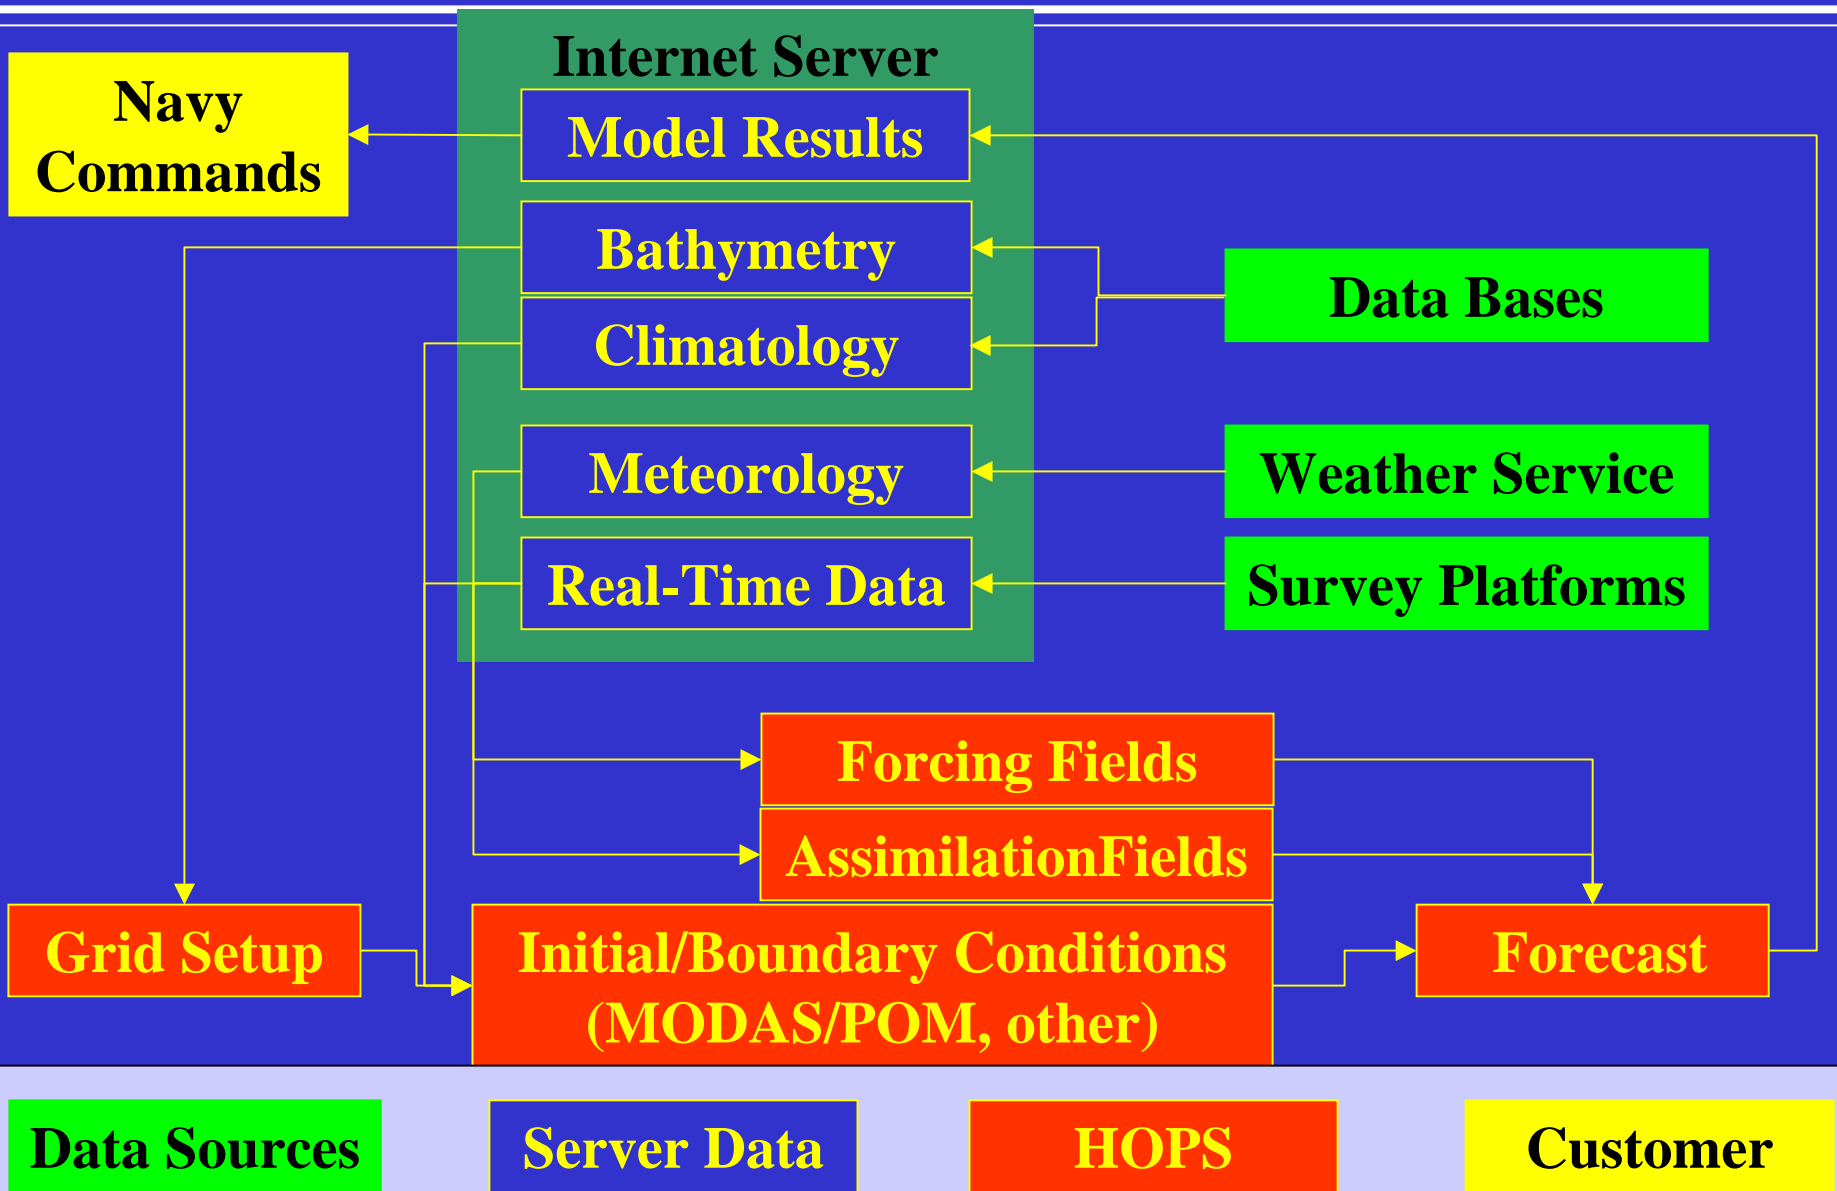 Internet Server
Navy
Commands
Model Results
Bathymetry
Data Bases
Climatology
Meteorology
Weather Service
Real-Time Data
Survey Platforms
Forcing Fields
AssimilationFields
Grid Setup
Initial/Boundary Conditions
(MODAS/POM, other)
Forecast
Data Sources
Server Data
HOPS
Customer